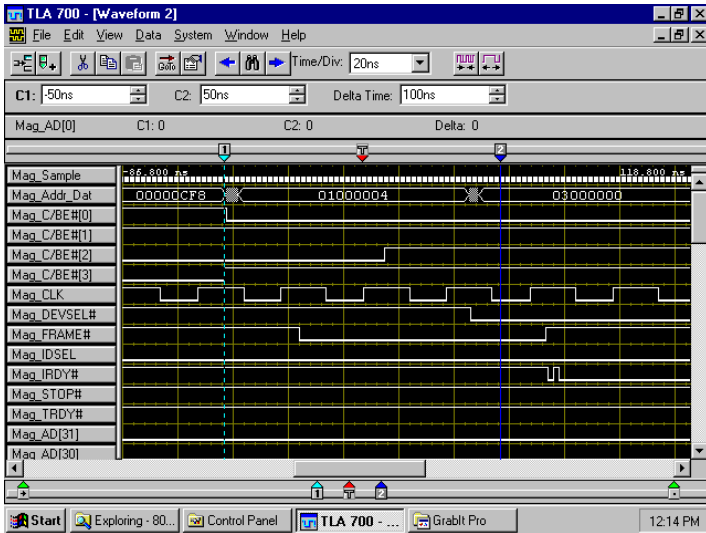 TLA 700 - [Waveform 2]
File Edit View Data System Window Help
Goto Time/Div: 20ns
C1: -50ns C2: 50ns Delta Time: 100ns
Mag_AD[0] C1: 0 C2: 0 Delta: 0
1 T 2
Mag_Sample -86.800 ns 118.800 ns
Mag_Addr_Dat 00000CF8 01000004 03000000
Mag_C/BE#[0]
Mag_C/BE#[1]
Mag_C/BE#[2]
Mag_C/BE#[3]
Mag_CLK
Mag_DEVSEL#
Mag_FRAME#
Mag_IDSEL
Mag_IRDY#
Mag_STOP#
Mag_TRDY#
Mag_AD[31]
Mag_AD[30]
1 T 2
Start Exploring - 80... Control Panel TLA 700 - ... GrabIt Pro 12:14 PM